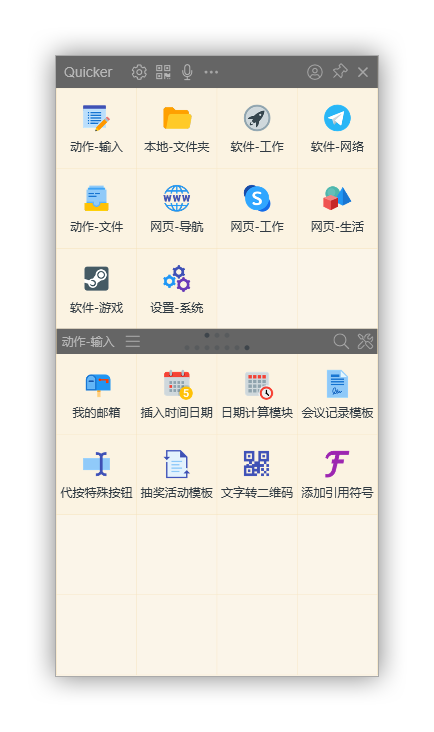 Quicker
动作-输入 本地-文件夹 软件-工作 软件-网络
WWW
动作-文件 网页-导航 网页-工作 网页-生活
软件-游戏 设置-系统
动作-输入
5
我的邮箱 插入时间日期 日期计算模块 会议记录模板
代按特殊按钮 抽奖活动模板 文字转二维码 添加引用符号